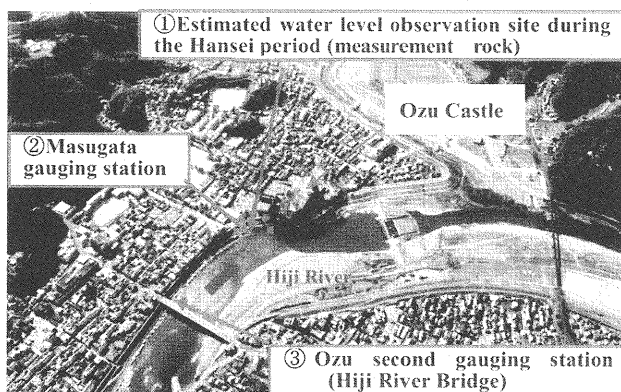 ①Estimated water level observation site during
the Hansei period (measurement rock)
Ozu Castle
②Masugata
gauging station
Hiji River
③ Ozu second gauging station
(Hiji River Bridge)